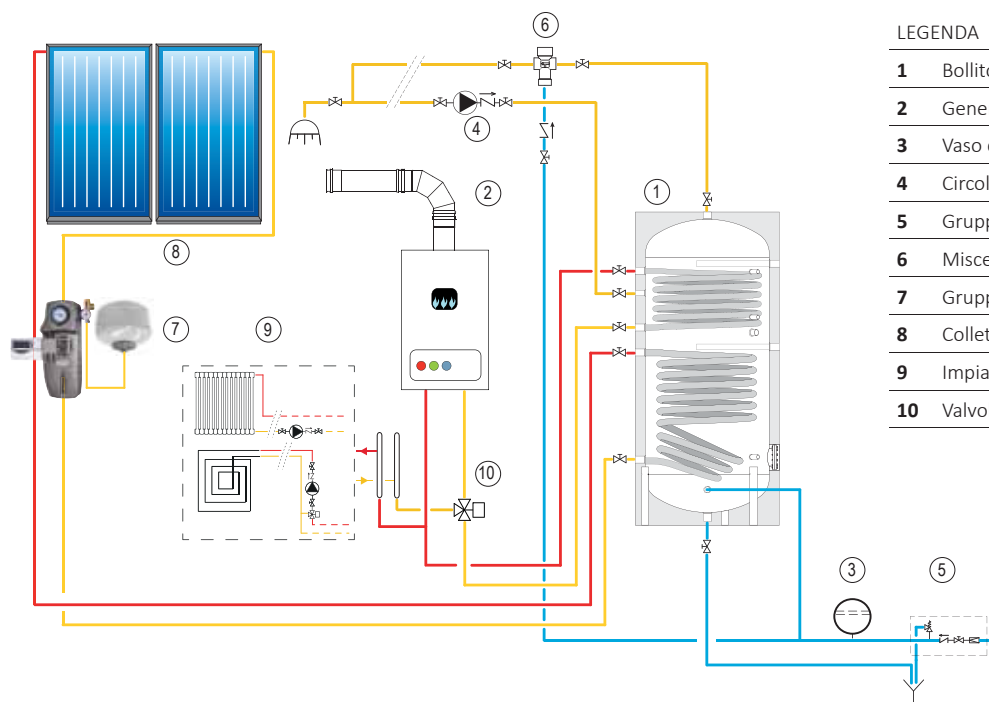 LEGENDA
1 Bollito
2 Gene
3 Vaso
4 Circol
5 Grupp
6 Misce
7 Grupp
8 Collet
9 Impia
10 Valvo
6
4
2
1
8
7
9
10
3
5